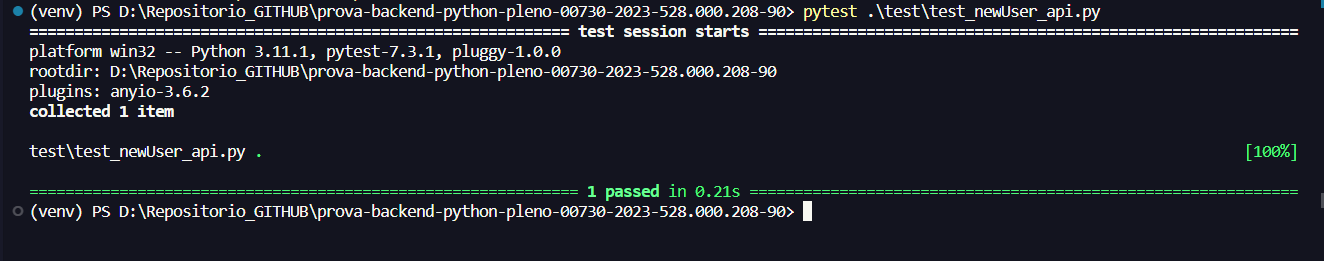 (venv) PS D:\Repositorio_GITHUB\prova-backend-python-pleno-00730-2023-528.000.208-90> pytest .\test\test_newUser_api.py
============================================================ test session starts ============================================================
platform win32 -- Python 3.11.1, pytest-7.3.1, pluggy-1.0.0
rootdir: D:\Repositorio_GITHUB\prova-backend-python-pleno-00730-2023-528.000.208-90
plugins: anyio-3.6.2
collected 1 item
test\test_newUser_api.py . [100%]
============================================================= 1 passed in 0.21s =============================================================
(venv) PS D:\Repositorio_GITHUB\prova-backend-python-pleno-00730-2023-528.000.208-90>